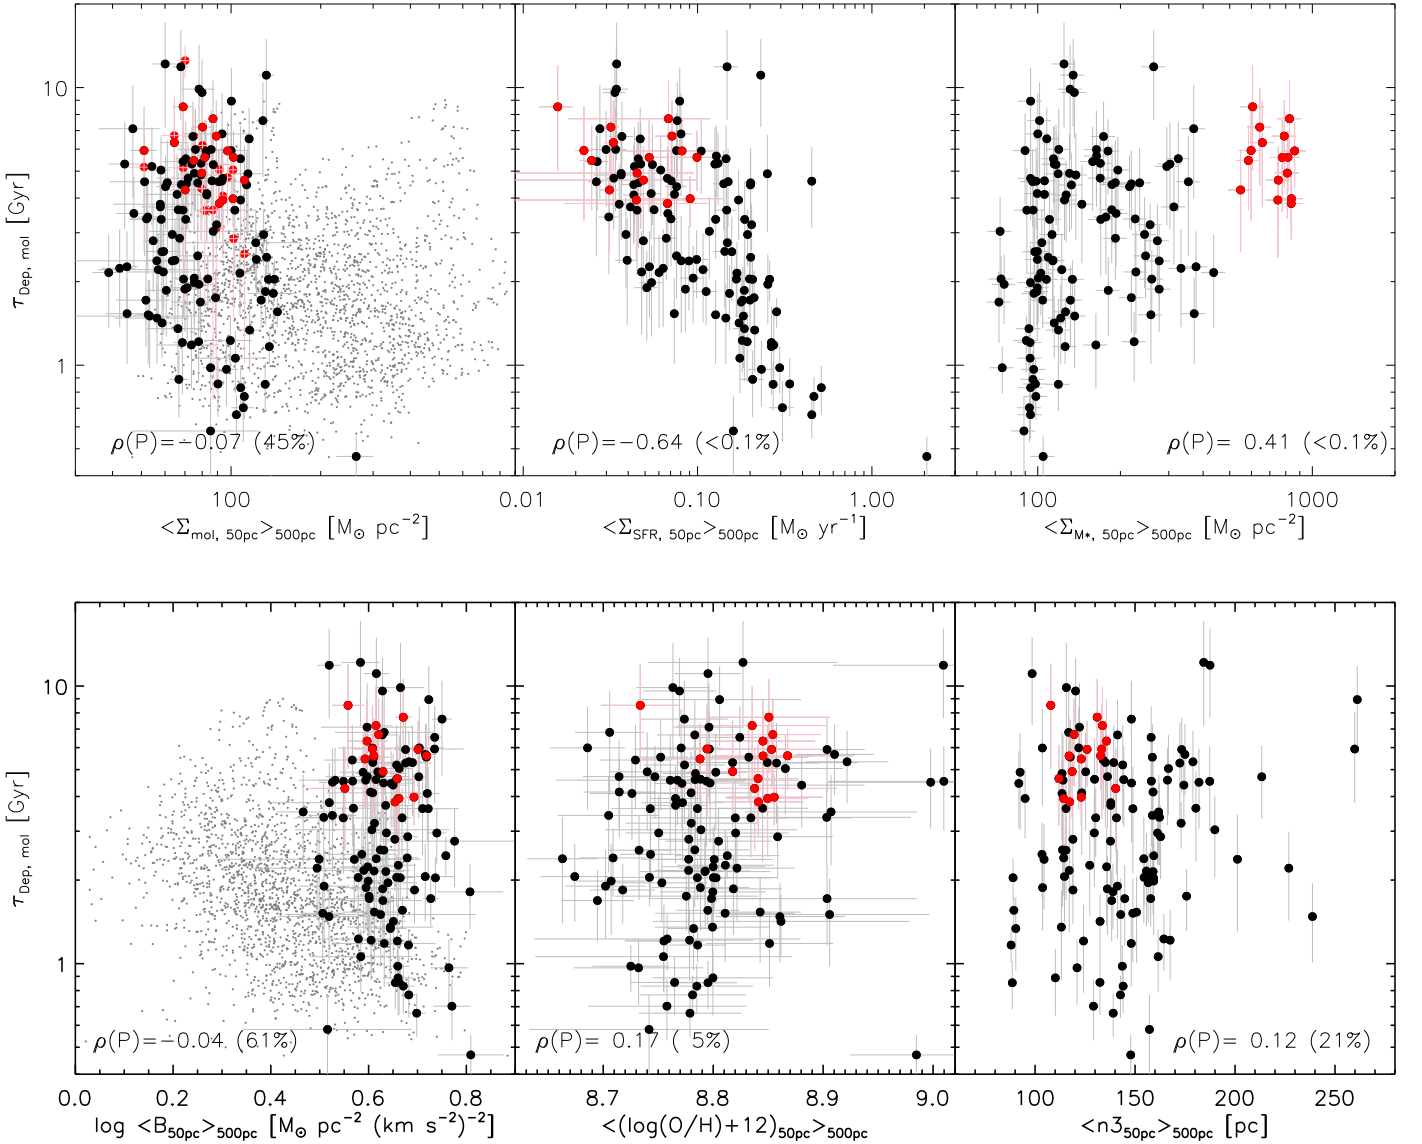 10
1
τDep, mol [Gyr]
ρ(P)=−0.07 (45%)
ρ(P)=−0.64 (<0.1%)
ρ(P)= 0.41 (<0.1%)
100
0.01 0.10 1.00
100 1000
<Σmol, 50pc>500pc [M⊙ pc−2]
<ΣSFR, 50pc>500pc [M⊙ yr−1]
<ΣM*, 50pc>500pc [M⊙ pc−2]
10
1
τDep, mol [Gyr]
ρ(P)=−0.04 (61%)
ρ(P)= 0.17 ( 5%)
ρ(P)= 0.12 (21%)
0.0 0.2 0.4 0.6 0.8
8.7 8.8 8.9 9.0
100 150 200 250
log <B50pc>500pc [M⊙ pc−2 (km s−2)−2]
<(log(O/H)+12)50pc>500pc
<n350pc>500pc [pc]